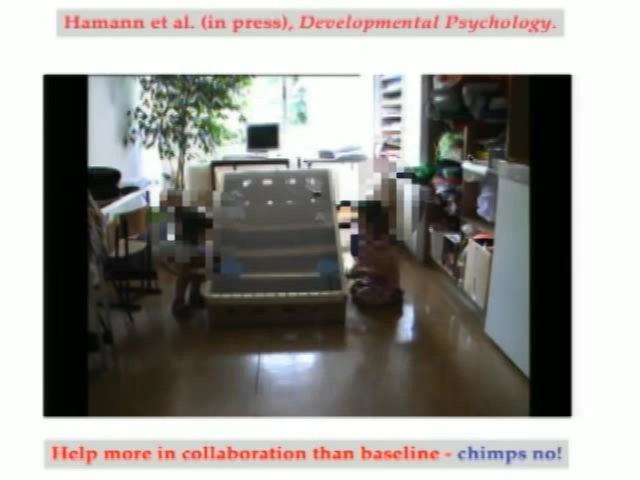 Hamann et al. (in press), Developmental Psychology.
Help more in collaboration than baseline - chimps no!